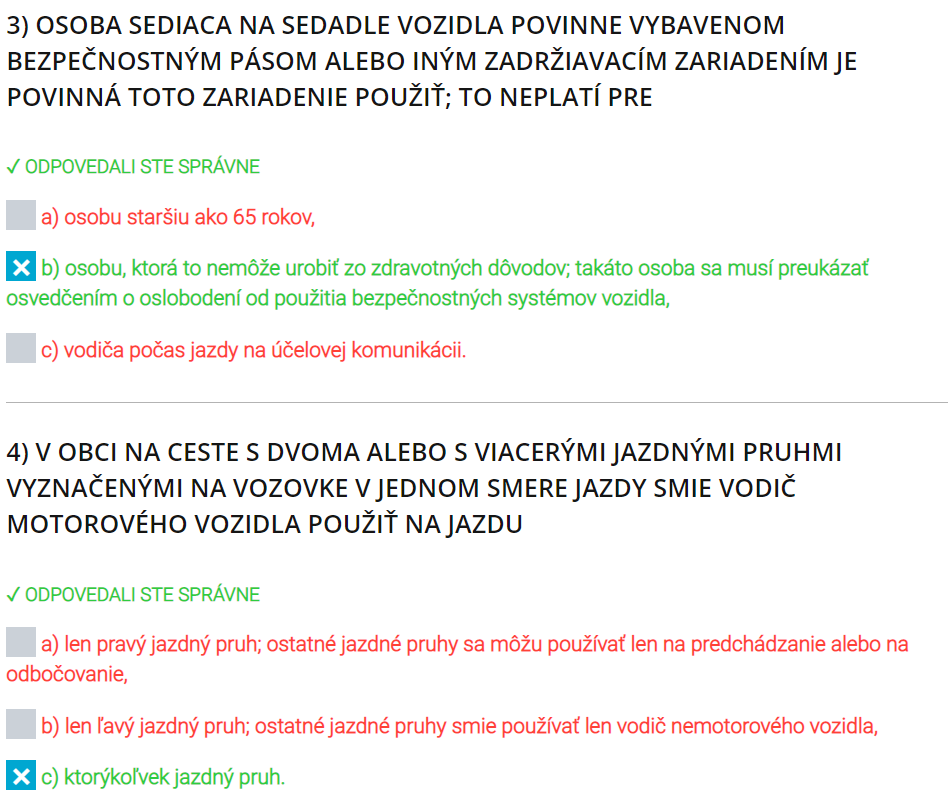 3) OSOBA SEDIACA NA SEDADLE VOZIDLA POVINNE VYBAVENOM
BEZPEČNOSTNÝM PÁSOM ALEBO INÝM ZADRŽIAVACÍM ZARIADENÍM JE
POVINNÁ TOTO ZARIADENIE POUŽIŤ; TO NEPLATÍ PRE
✓ ODPOVEDALI STE SPRÁVNE
a) osobu staršiu ako 65 rokov,
b) osobu, ktorá to nemôže urobiť zo zdravotných dôvodov; takáto osoba sa musí preukázať
osvedčením o oslobodení od použitia bezpečnostných systémov vozidla,
c) vodiča počas jazdy na účelovej komunikácii.
4) V OBCI NA CESTE S DVOMA ALEBO S VIACERÝMI JAZDNÝMI PRUHMI
VYZNAČENÝMI NA VOZOVKE V JEDNOM SMERE JAZDY SMIE VODIČ
MOTOROVÉHO VOZIDLA POUŽIŤ NA JAZDU
✓ ODPOVEDALI STE SPRÁVNE
a) len pravý jazdný pruh; ostatné jazdné pruhy sa môžu používať len na predchádzanie alebo na
odbočovanie,
b) len ľavý jazdný pruh; ostatné jazdné pruhy smie používať len vodič nemotorového vozidla,
c) ktorýkoľvek jazdný pruh.